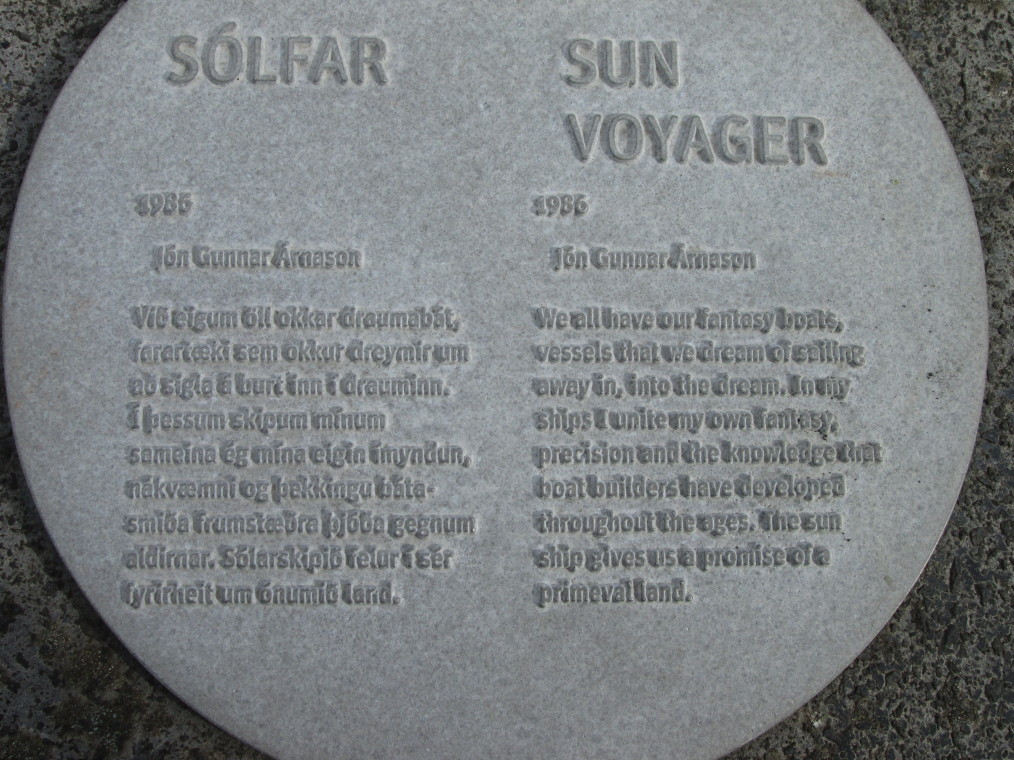 SÓLFAR
1986
Jón Gunnar Árnason
Við eigum öll okkar draumabát,
farartæki sem okkur dreymir um
að sigla á burt inn í drauminn.
Í þessum skipum mínum
sameina ég mína eigin ímyndun,
nákvæmni og þekkingu báta-
smiða frumstæðra þjóða gegnum
aldirnar. Sólarskipið felur í sér
fyrirheit um ónumið land.
SUN
VOYAGER
1986
Jón Gunnar Árnason
We all have our fantasy boats,
vessels that we dream of sailing
away in, into the dream. In my
ships I unite my own fantasy,
precision and the knowledge that
boat builders have developed
throughout the ages. The sun
ship gives us a promise of a
primeval land.